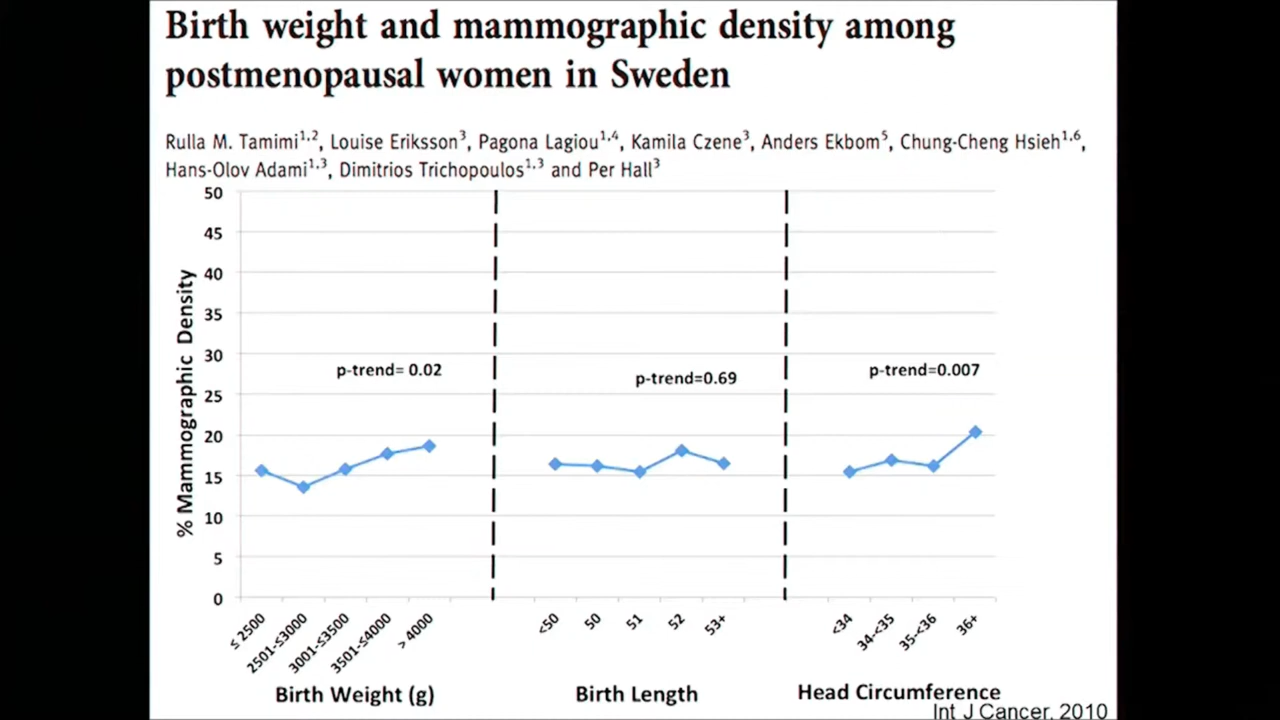 Birth weight and mammographic density among
postmenopausal women in Sweden
Rulla M. Tamimi1,2, Louise Eriksson3, Pagona Lagiou1,4, Kamila Czene3, Anders Ekbom5, Chung-Cheng Hsieh1,6,
Hans-Olov Adami1,3, Dimitrios Trichopoulos1,3 and Per Hall3
% Mammographic Density
50
45
40
35
30
25
20
15
10
5
0
p-trend= 0.02
p-trend=0.69
p-trend=0.007
≤ 2500
2501-≤3000
3001-≤3500
3501-≤4000
> 4000
<50
50
51
52
53+
<34
34-<35
35-<36
36+
Birth Weight (g)
Birth Length
Head Circumference
Int J Cancer, 2010